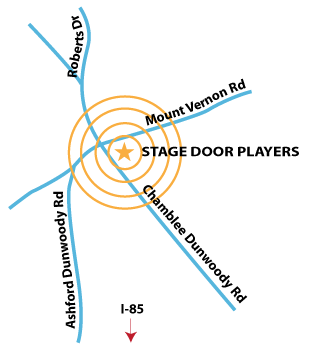 Roberts Dr
Mount Vernon Rd
STAGE DOOR PLAYERS
Ashford Dunwoody Rd
Chamblee Dunwoody Rd
I-85